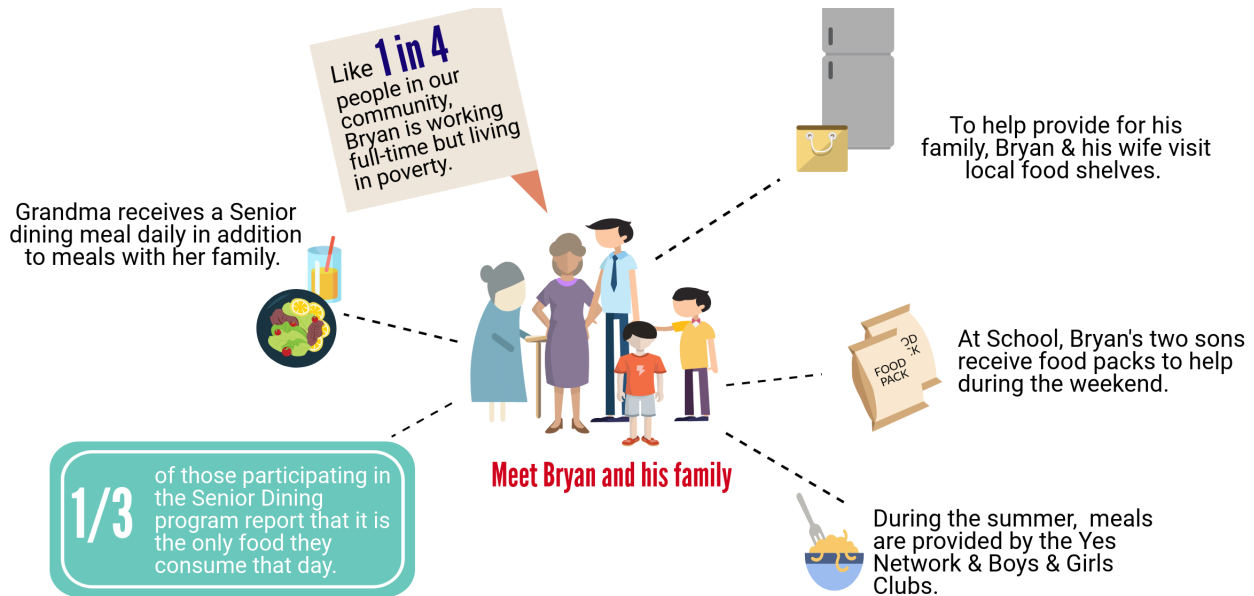 Like 1 in 4
people in our
community,
Bryan is working
full-time but living
in poverty.
To help provide for his
family, Bryan & his wife visit
local food shelves.
Grandma receives a Senior
dining meal daily in addition
to meals with her family.
At School, Bryan's two sons
receive food packs to help
during the weekend.
OD
CK
FOOD
PACK
1/3
of those participating in
the Senior Dining
program report that it is
the only food they
consume that day.
Meet Bryan and his family
During the summer, meals
are provided by the Yes
Network & Boys & Girls
Clubs.